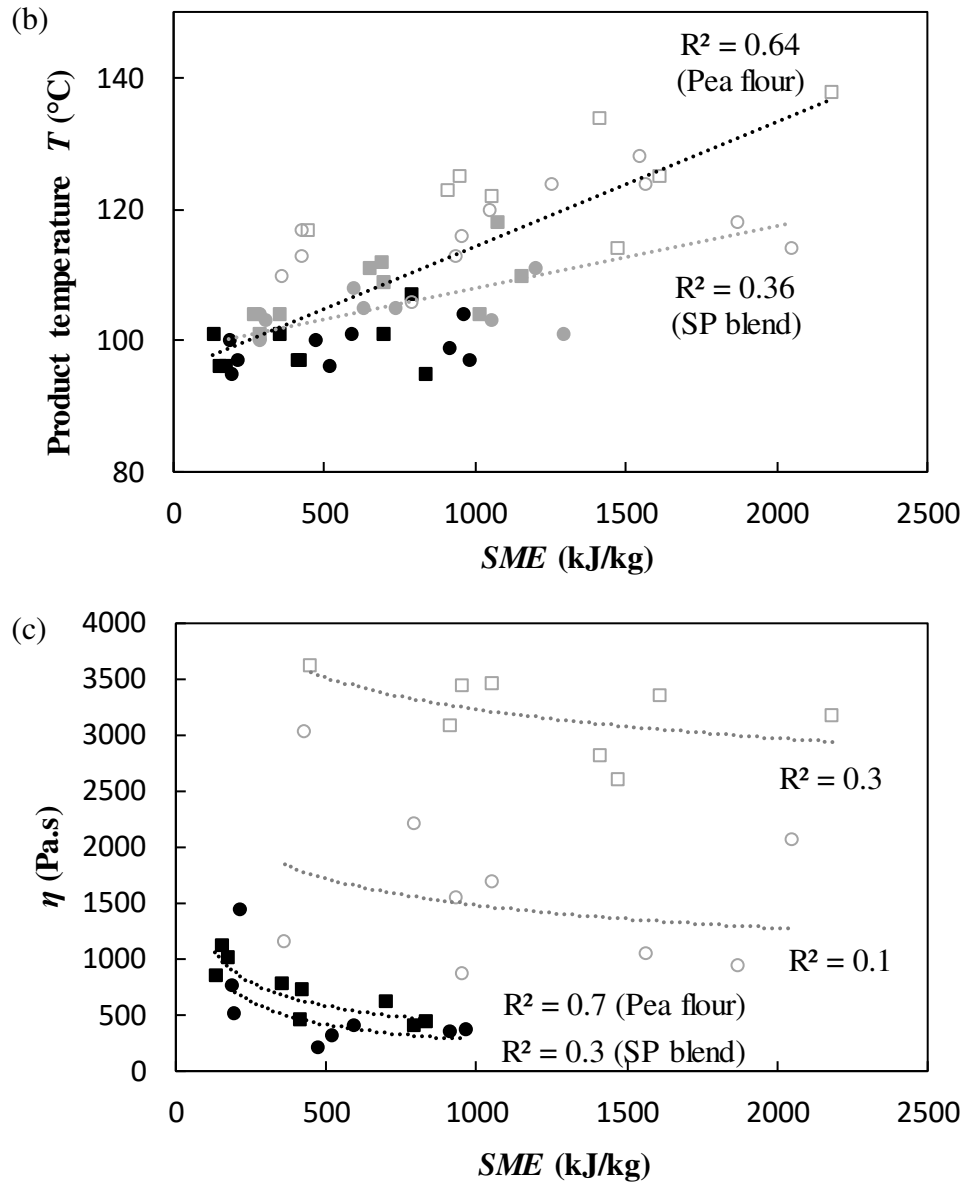 (b)
Product temperature T (°C)
140
120
100
80
R² = 0.64
(Pea flour)
R² = 0.36
(SP blend)
0 500 1000 1500 2000 2500
SME (kJ/kg)
(c)
η (Pa.s)
4000
3500
3000
2500
2000
1500
1000
500
0
R² = 0.3
R² = 0.1
R² = 0.7 (Pea flour)
R² = 0.3 (SP blend)
0 500 1000 1500 2000 2500
SME (kJ/kg)